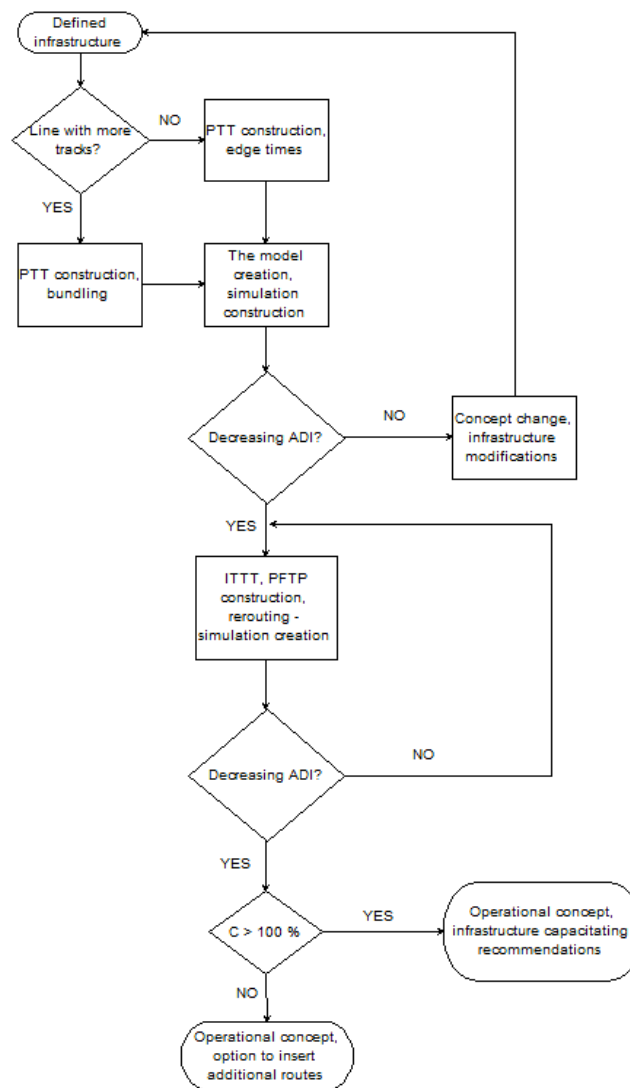 Defined
infrastructure
Line with more
tracks?
NO
PTT construction,
edge times
YES
PTT construction,
bundling
The model
creation,
simulation
construction
Decreasing ADI?
NO
Concept change,
infrastructure
modifications
YES
ITTT, PFTP
construction,
rerouting -
simulation creation
Decreasing ADI?
NO
YES
C > 100 %
YES
Operational concept,
infrastructure capacitating
recommendations
NO
Operational concept,
option to insert
additional routes